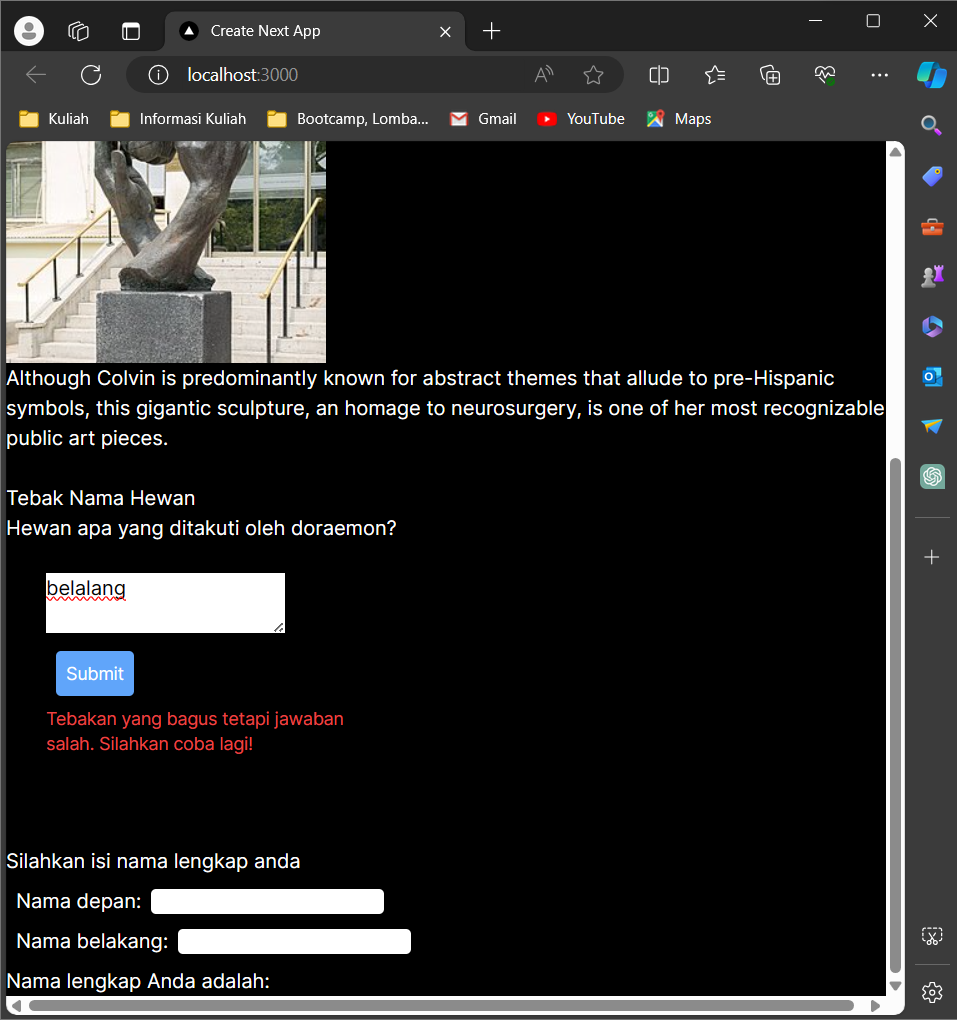 Create Next App
localhost:3000
Kuliah Informasi Kuliah Bootcamp, Lomba... Gmail YouTube Maps
Although Colvin is predominantly known for abstract themes that allude to pre-Hispanic
symbols, this gigantic sculpture, an homage to neurosurgery, is one of her most recognizable
public art pieces.
Tebak Nama Hewan
Hewan apa yang ditakuti oleh doraemon?
belalang
Submit
Tebakan yang bagus tetapi jawaban
salah. Silahkan coba lagi!
Silahkan isi nama lengkap anda
Nama depan:
Nama belakang:
Nama lengkap Anda adalah: